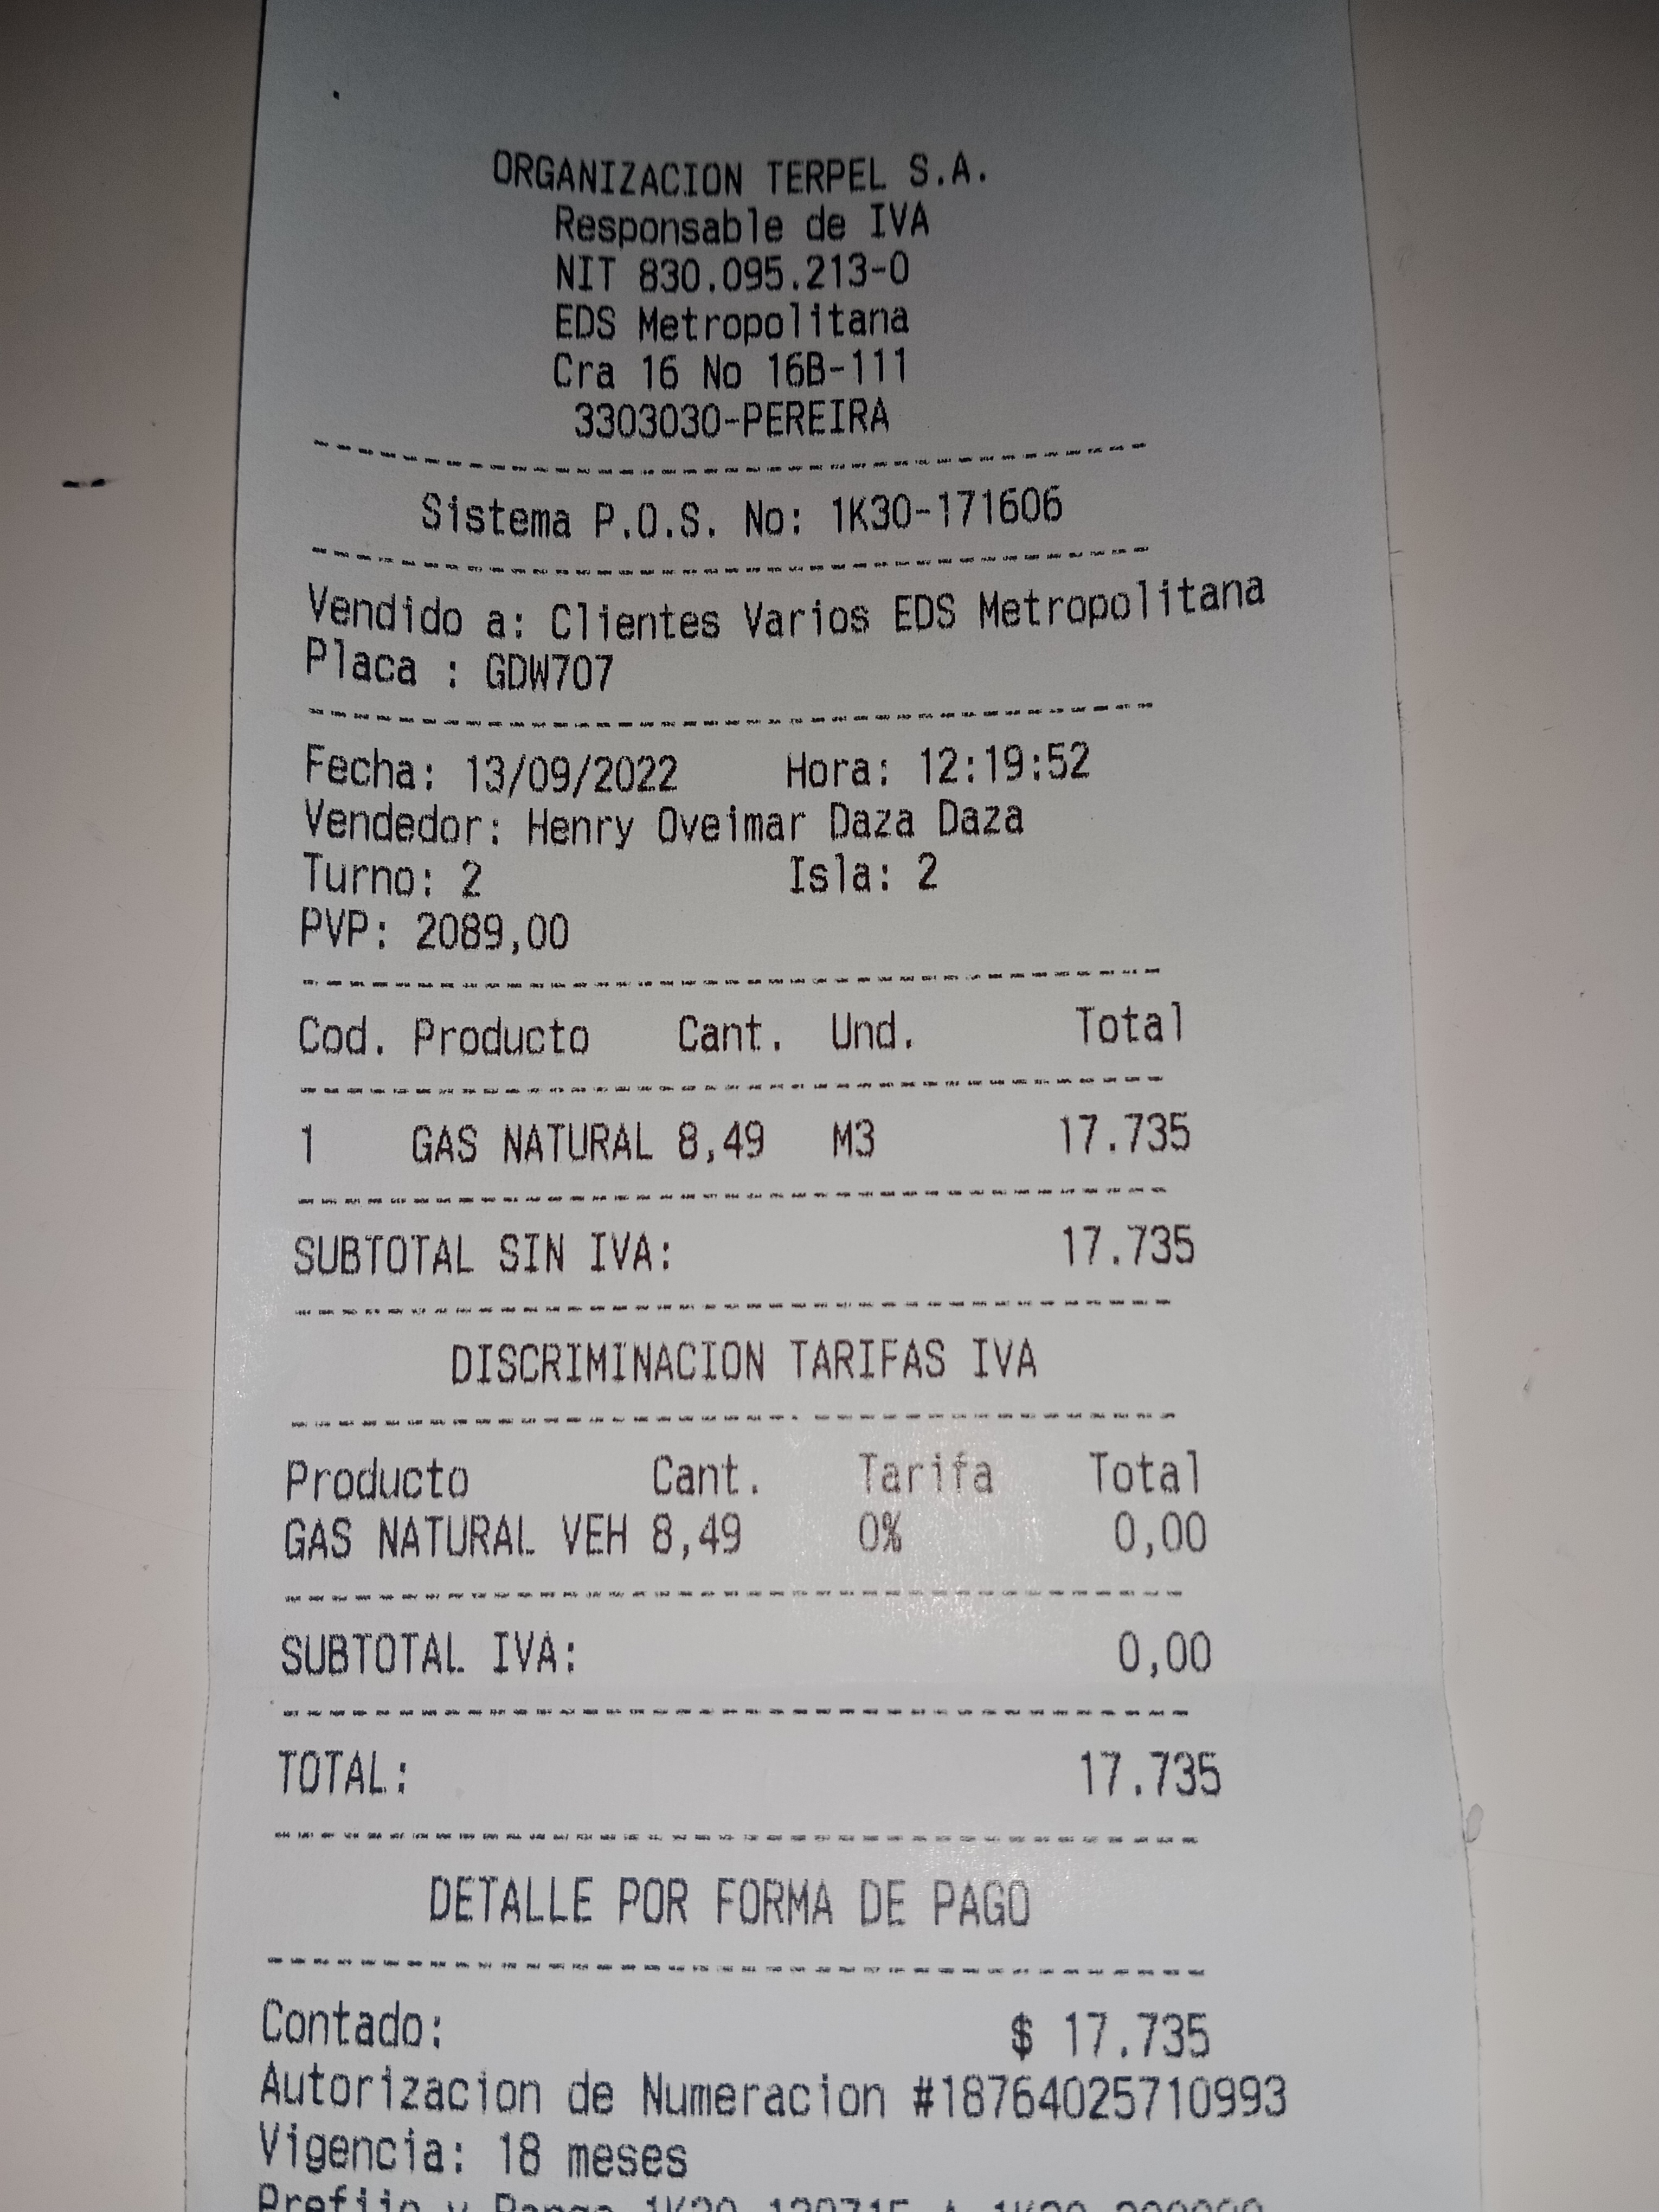 ORGANIZACION TERPEL S.A.
Responsable de IVA
NIT 830.095.213-0
EDS Metropolitana
Cra 16 No 16B-111
3303030-PEREIRA
Sistema P.O.S. No: 1K30-171606
Vendido a: Clientes Varios EDS Metropolitana
Placa : GDW707
Fecha: 13/09/2022 Hora: 12:19:52
Vendedor: Henry Oveimar Daza Daza
Turno: 2 Isla: 2
PVP: 2089,00
Cod. Producto Cant. Und. Total
1 GAS NATURAL 8,49 M3 17.735
SUBTOTAL SIN IVA: 17.735
DISCRIMINACION TARIFAS IVA
Producto Cant. Tarifa Total
GAS NATURAL VEH 8,49 0% 0,00
SUBTOTAL IVA: 0,00
TOTAL: 17.735
DETALLE POR FORMA DE PAGO
Contado: $ 17.735
Autorizacion de Numeracion #18764025710993
Vigencia: 18 meses
Prefijo y Rango